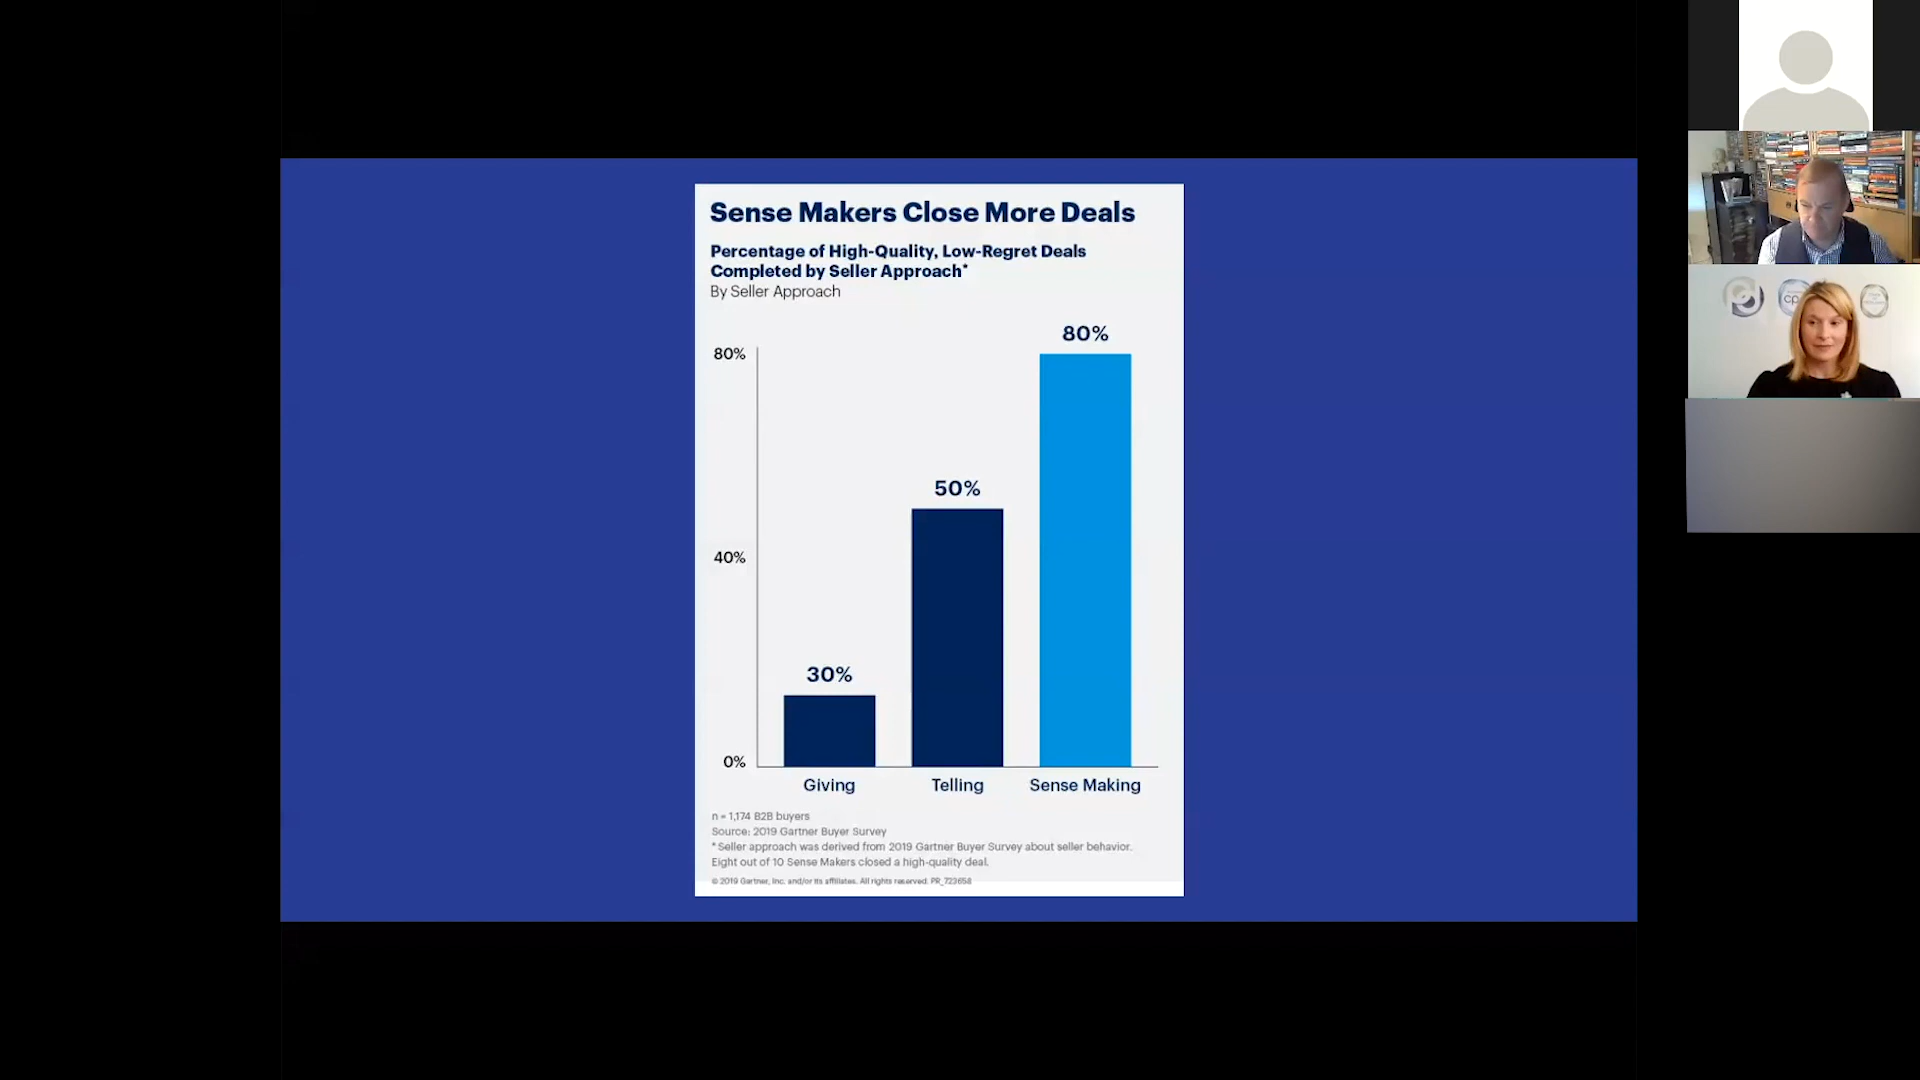 Sense Makers Close More Deals
Percentage of High-Quality, Low-Regret Deals
Completed by Seller Approach*
By Seller Approach
80%
40%
0%
30%
50%
80%
Giving
Telling
Sense Making
n = 1,174 B2B buyers
Source: 2019 Gartner Buyer Survey
* Seller approach was derived from 2019 Gartner Buyer Survey about seller behavior.
Eight out of 10 Sense Makers closed a high-quality deal.
© 2019 Gartner, Inc. and/or its affiliates. All rights reserved. PR_723658